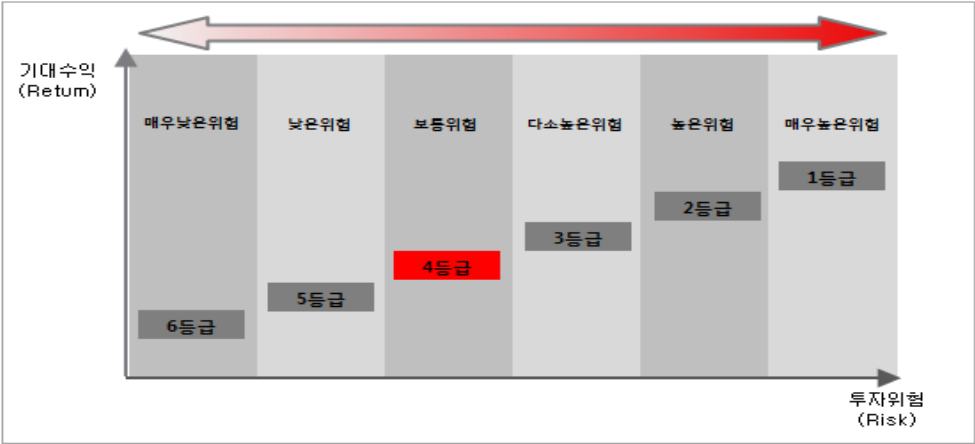 기대수익
(Return)
매우낮은위험
낮은위험
보통위험
다소높은위험
높은위험
매우높은위험
1등급
2등급
3등급
4등급
5등급
6등급
투자위험
(Risk)